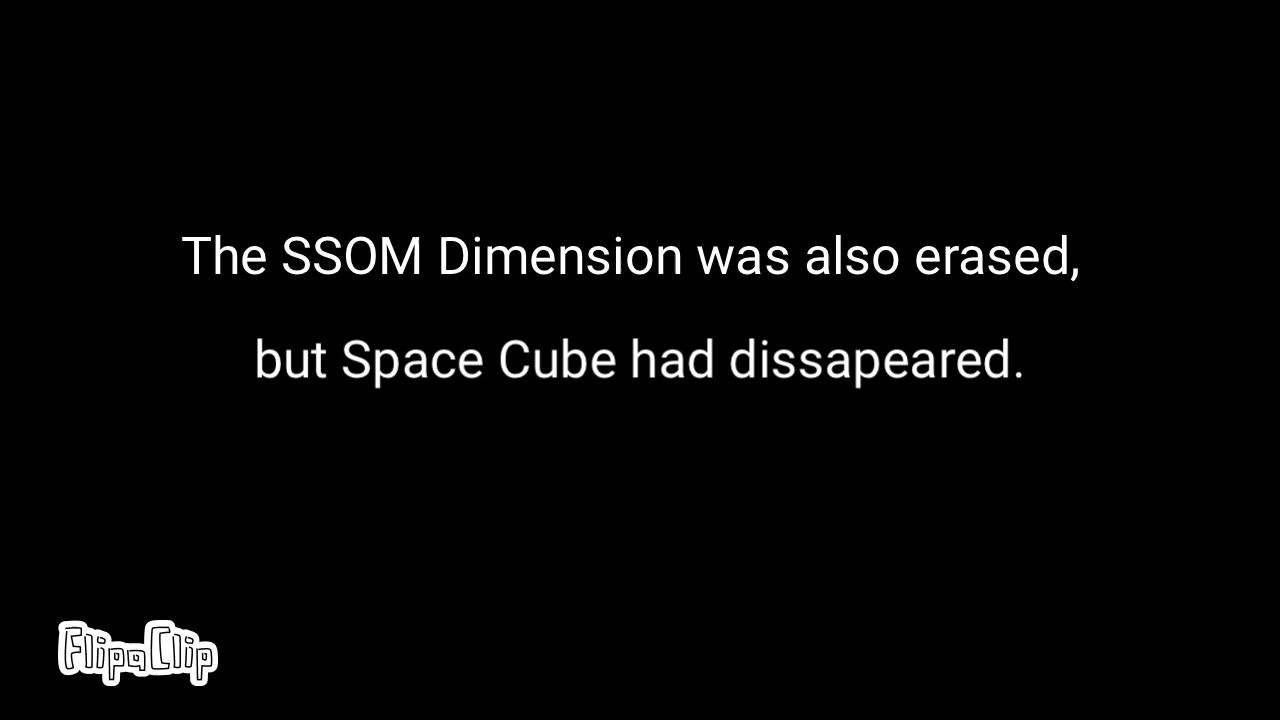 The SSOM Dimension was also erased,
but Space Cube had dissapeared.
FlipaClip